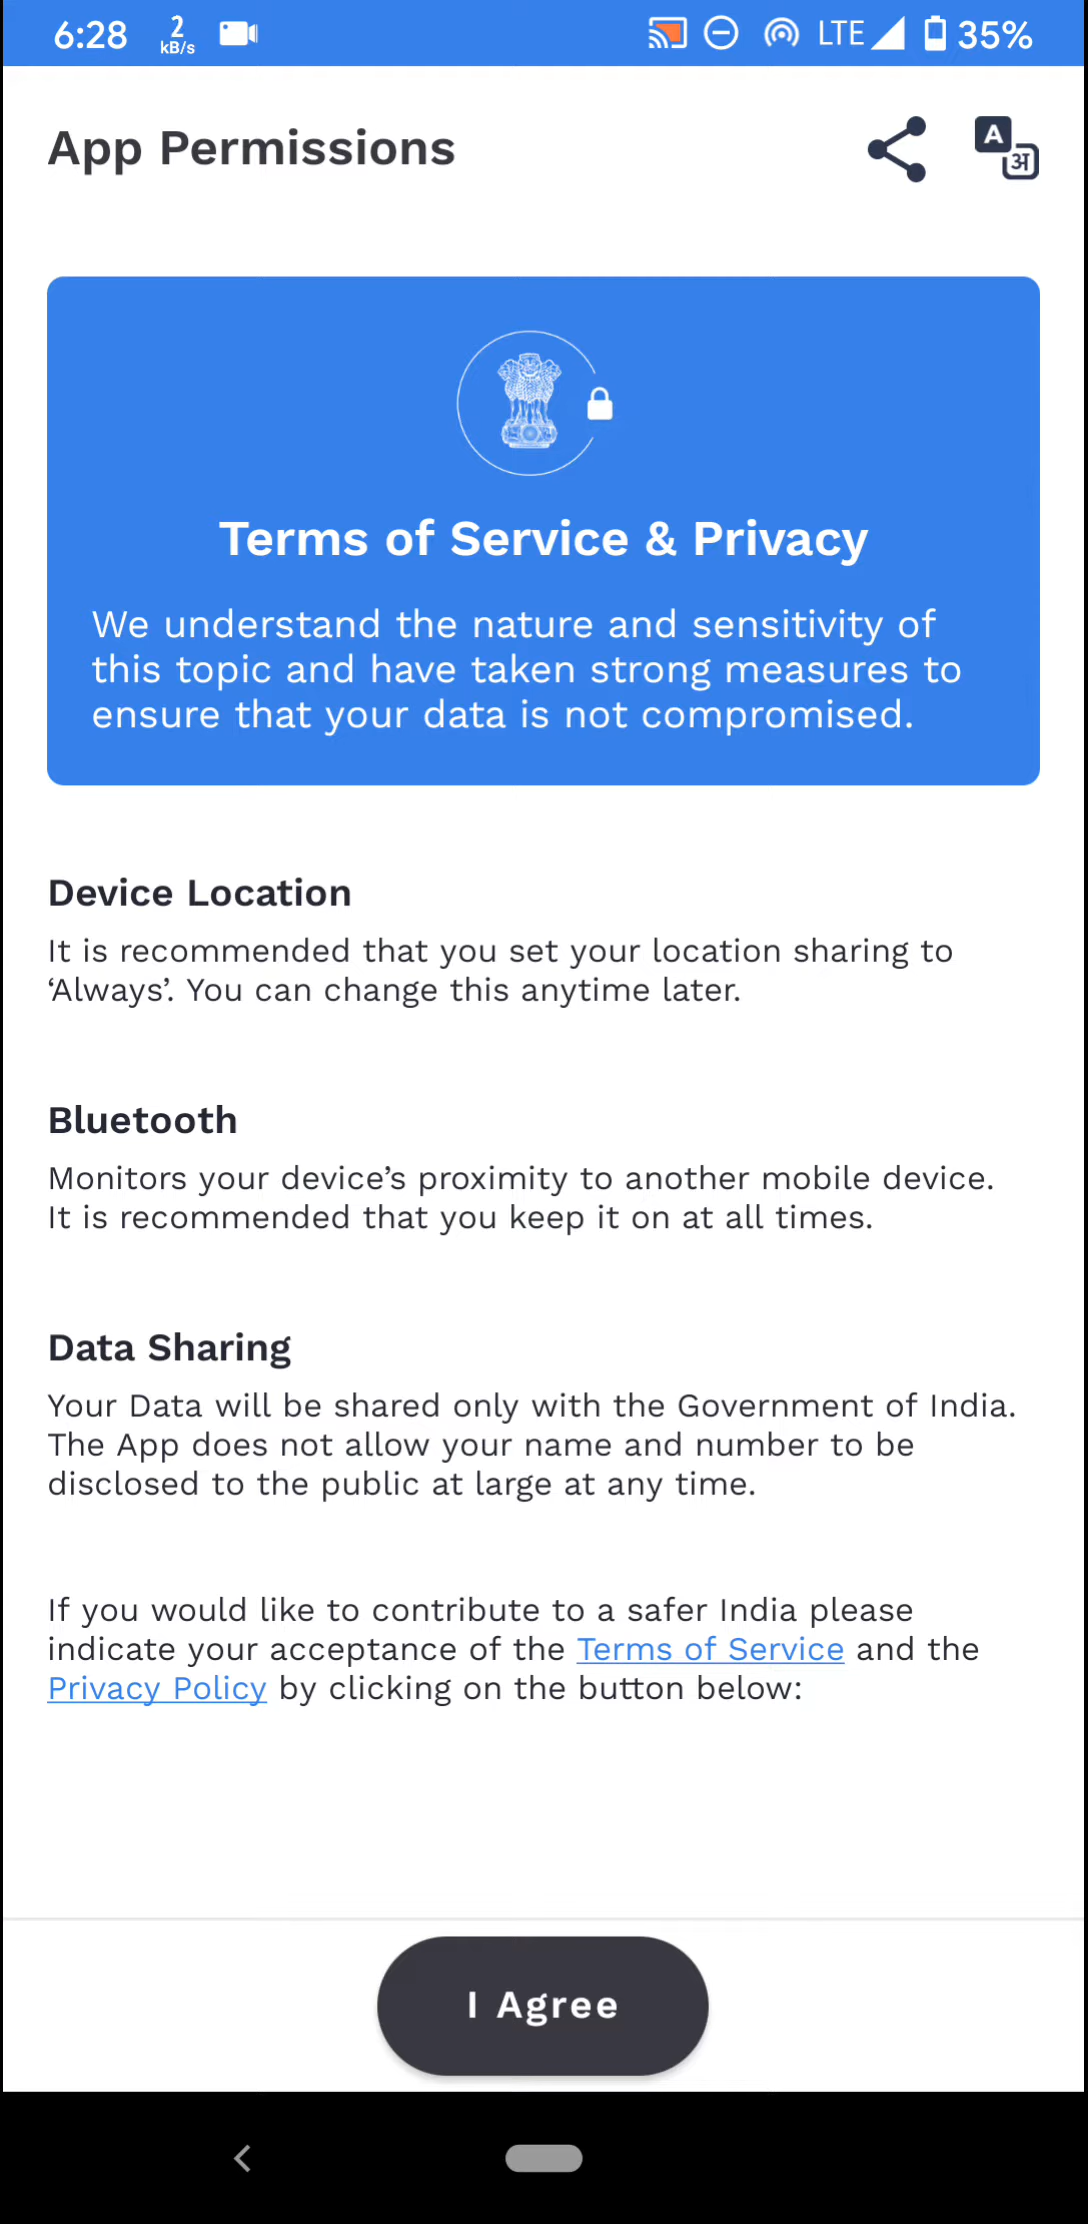 6:28 2 kB/s LTE 35%
App Permissions
A अ
Terms of Service & Privacy
We understand the nature and sensitivity of
this topic and have taken strong measures to
ensure that your data is not compromised.
Device Location
It is recommended that you set your location sharing to
‘Always’. You can change this anytime later.
Bluetooth
Monitors your device’s proximity to another mobile device.
It is recommended that you keep it on at all times.
Data Sharing
Your Data will be shared only with the Government of India.
The App does not allow your name and number to be
disclosed to the public at large at any time.
If you would like to contribute to a safer India please
indicate your acceptance of the Terms of Service and the
Privacy Policy by clicking on the button below:
I Agree